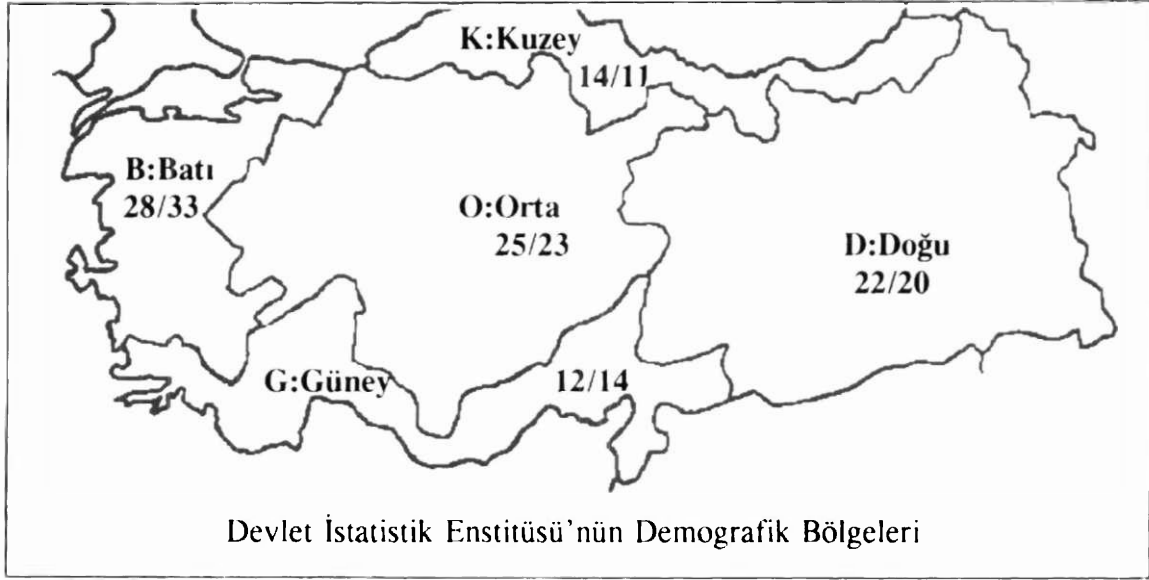 K:Kuzey
14/11
B:Batı
28/33
O:Orta
25/23
D:Doğu
22/20
G:Güney
12/14
Devlet İstatistik Enstitüsü’nün Demografik Bölgeleri